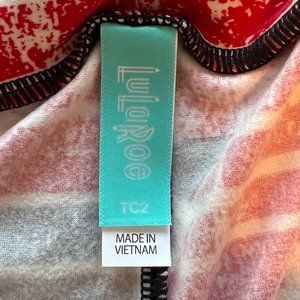 LuLaRoe
TC2
MADE IN
VIETNAM